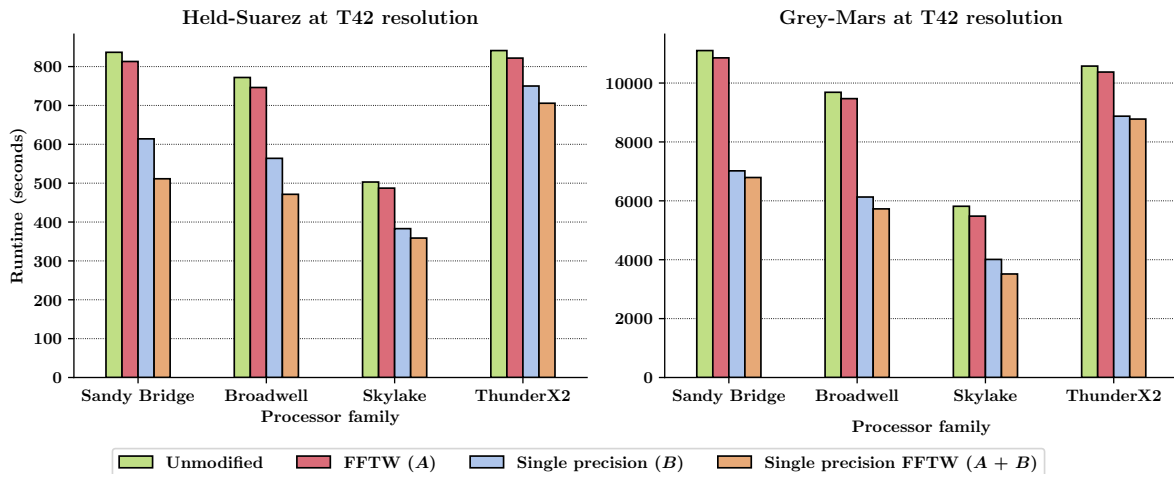 Held-Suarez at T42 resolution
Runtime (seconds)
800
700
600
500
400
300
200
100
0
Sandy Bridge Broadwell Skylake ThunderX2
Processor family
Grey-Mars at T42 resolution
10000
8000
6000
4000
2000
0
Sandy Bridge Broadwell Skylake ThunderX2
Processor family
Unmodified FFTW (A) Single precision (B) Single precision FFTW (A + B)